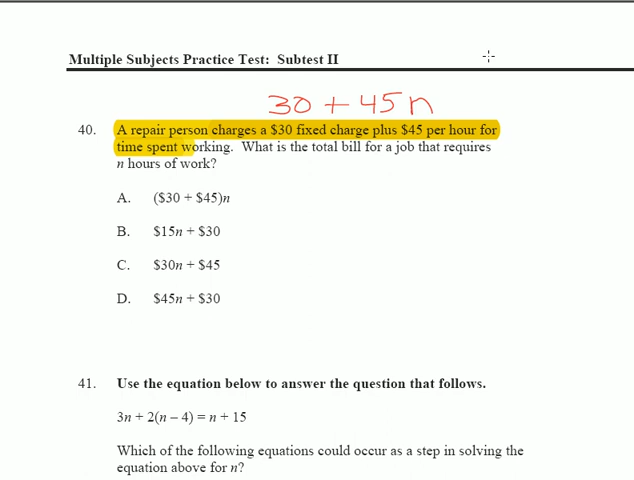 Multiple Subjects Practice Test: Subtest II
30 + 45n
40. A repair person charges a $30 fixed charge plus $45 per hour for
time spent working. What is the total bill for a job that requires
n hours of work?
A. ($30 + $45)n
B. $15n + $30
C. $30n + $45
D. $45n + $30
41. Use the equation below to answer the question that follows.
3n + 2(n – 4) = n + 15
Which of the following equations could occur as a step in solving the
equation above for n?